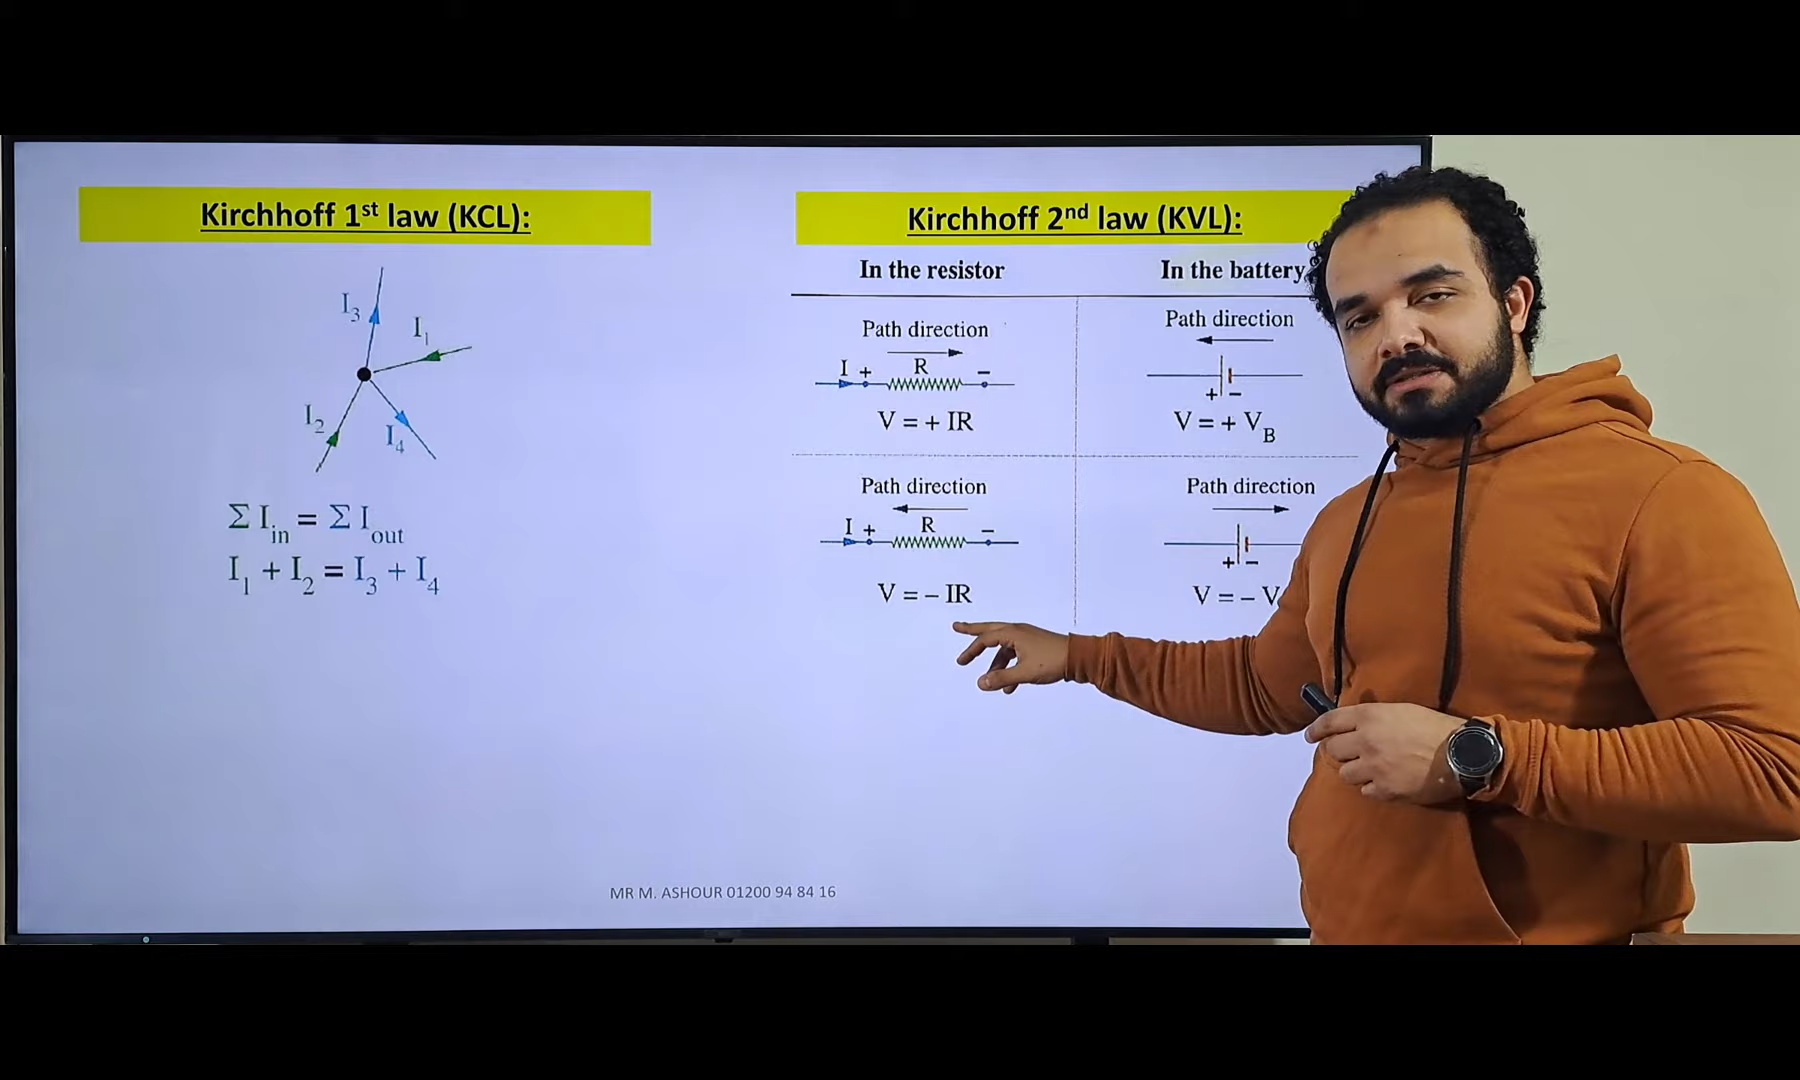 Kirchhoff 1st law (KCL):
I3
I1
I2
I4
Σ Iin = Σ Iout
I1 + I2 = I3 + I4
Kirchhoff 2nd law (KVL):
In the resistor
In the battery
Path direction
I + R −
V = + IR
Path direction
+ −
V = + VB
Path direction
I + R −
V = − IR
Path direction
+ −
V = − V
MR M. ASHOUR 01200 94 84 16